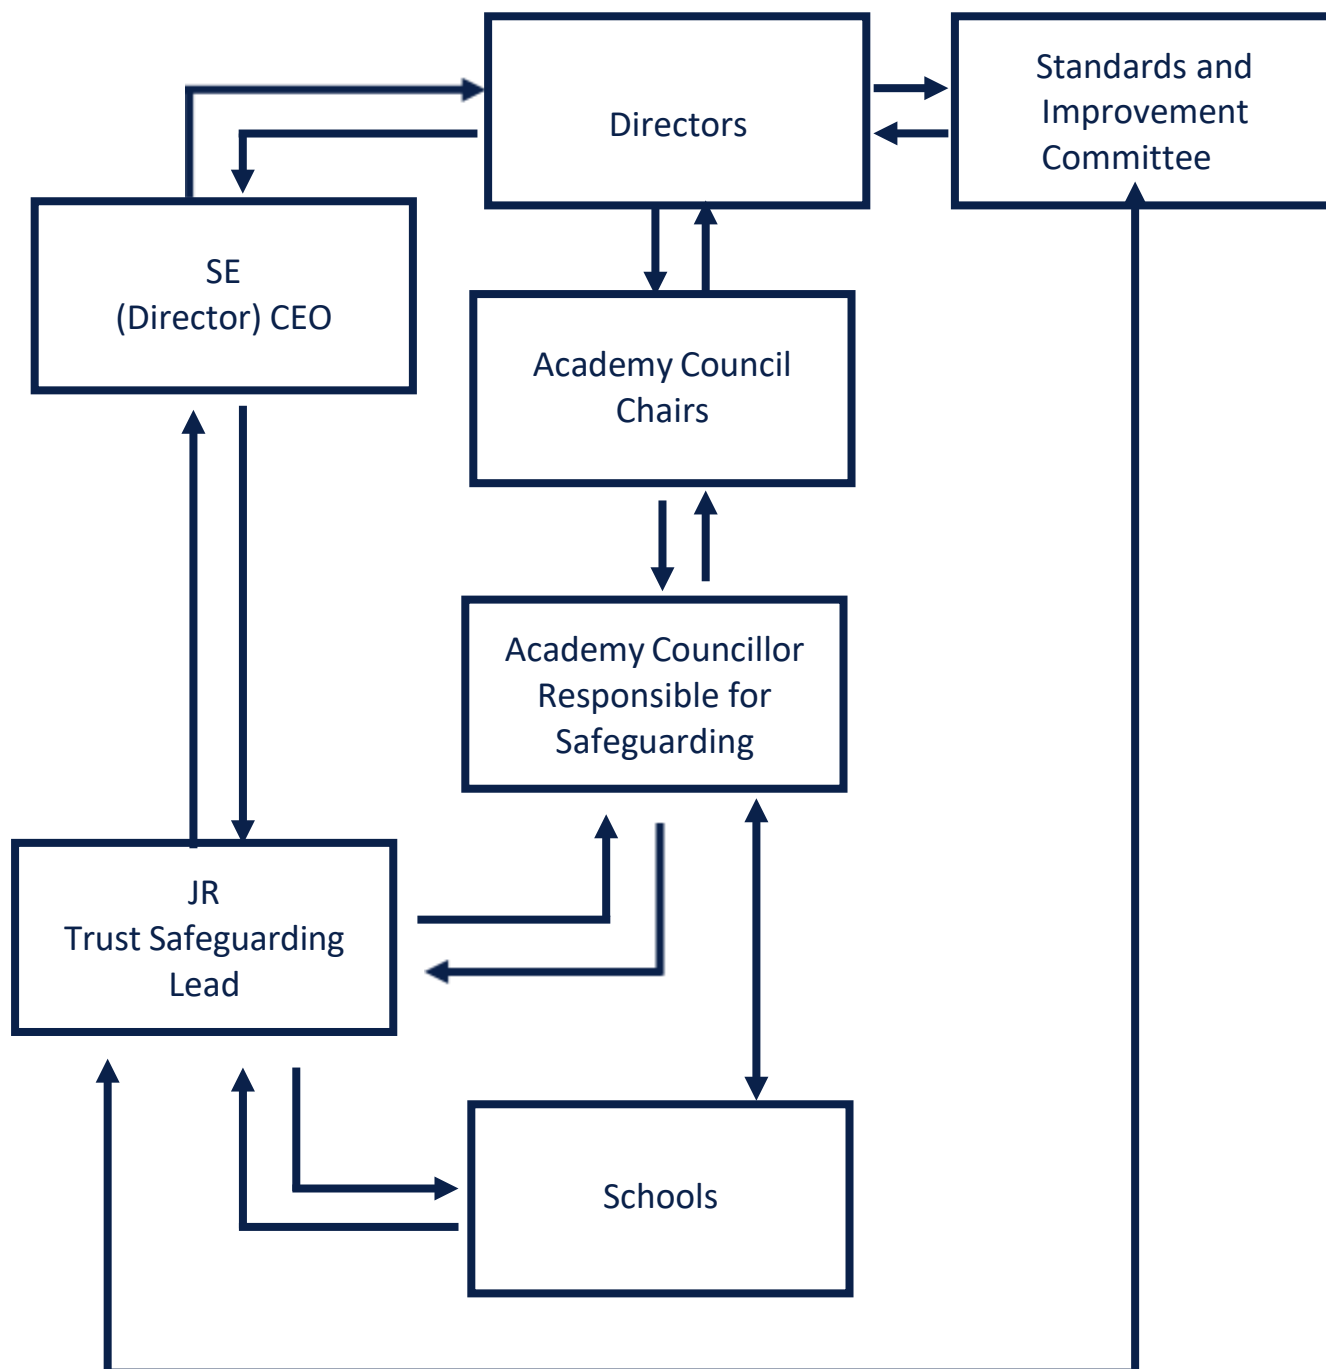 Directors
Standards and
Improvement
Committee
SE
(Director) CEO
Academy Council
Chairs
Academy Councillor
Responsible for
Safeguarding
JR
Trust Safeguarding
Lead
Schools